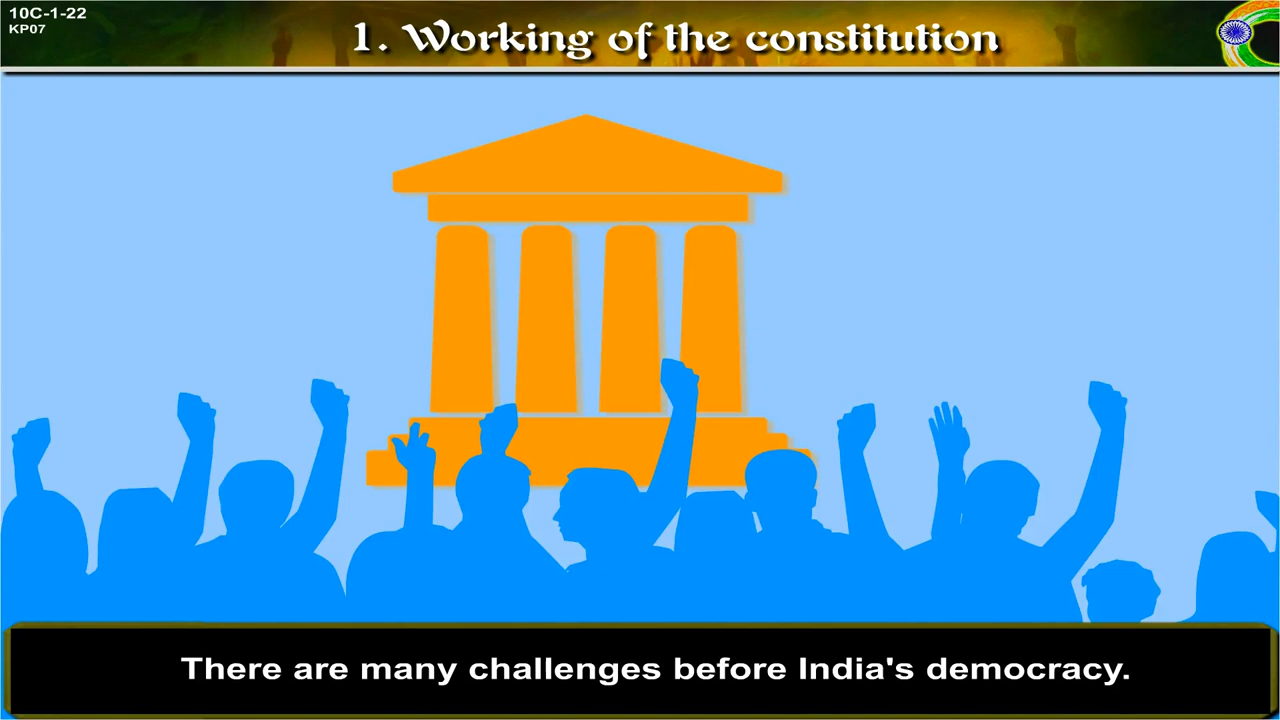 10C-1-22
KP07
1. Working of the constitution
There are many challenges before India's democracy.